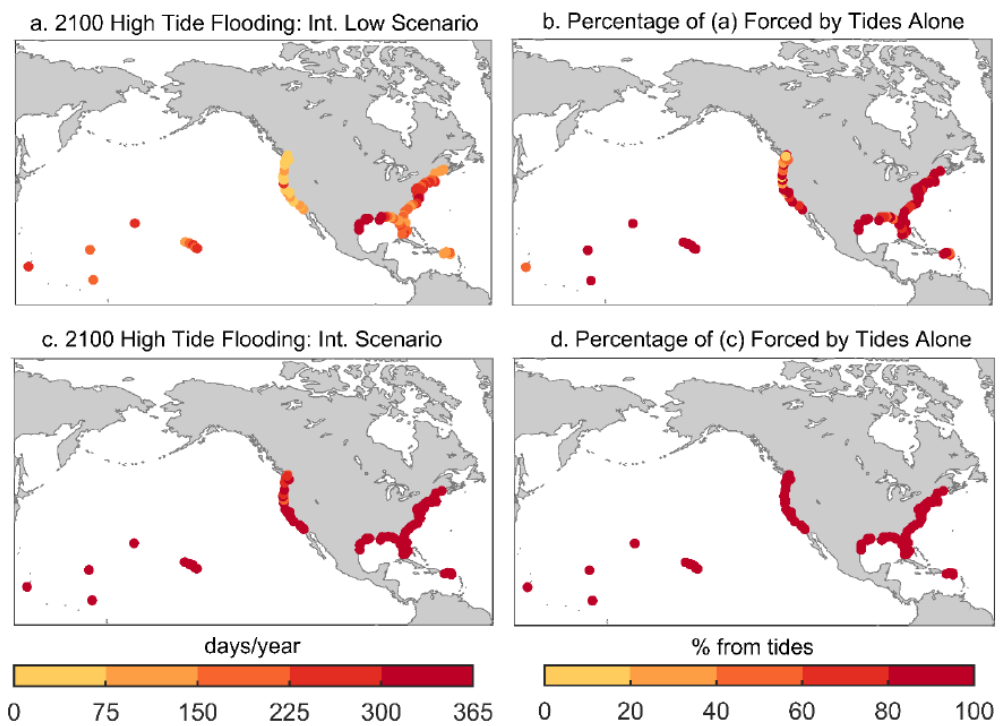 a. 2100 High Tide Flooding: Int. Low Scenario
b. Percentage of (a) Forced by Tides Alone
c. 2100 High Tide Flooding: Int. Scenario
d. Percentage of (c) Forced by Tides Alone
days/year
0 75 150 225 300 365
% from tides
0 20 40 60 80 100